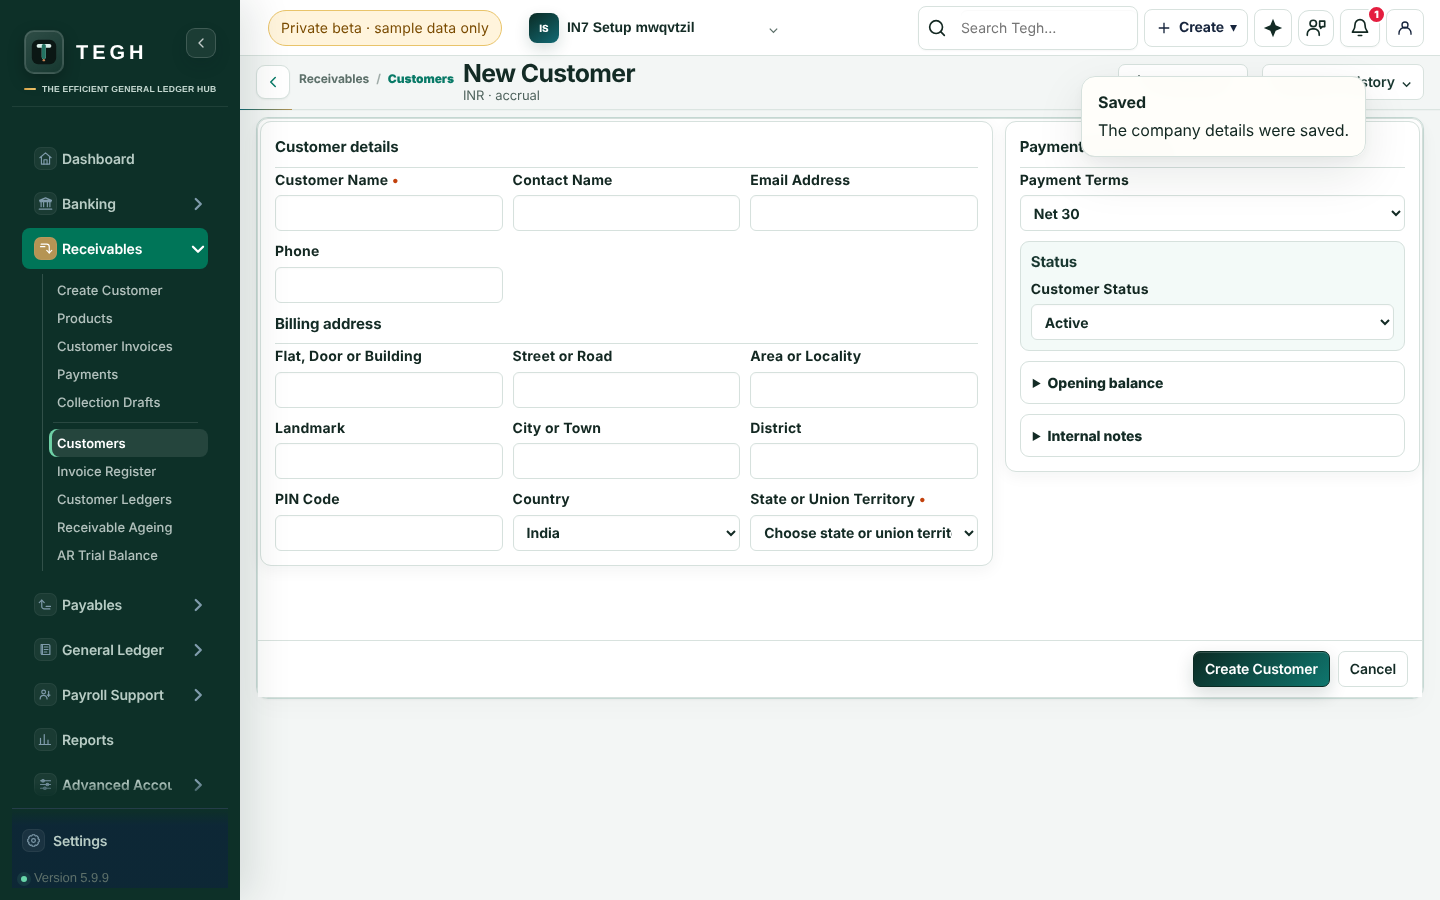 TEGH
THE EFFICIENT GENERAL LEDGER HUB
Dashboard
Banking
Receivables
Create Customer
Products
Customer Invoices
Payments
Collection Drafts
Customers
Invoice Register
Customer Ledgers
Receivable Ageing
AR Trial Balance
Payables
General Ledger
Payroll Support
Reports
Advanced Accou
Settings
Version 5.9.9
Private beta · sample data only
IS IN7 Setup mwqvtzil
Search Tegh...
+ Create ▾
1
Receivables / Customers
New Customer
INR · accrual
story
Saved
The company details were saved.
Customer details
Customer Name •
Contact Name
Email Address
Phone
Billing address
Flat, Door or Building
Street or Road
Area or Locality
Landmark
City or Town
District
PIN Code
Country
State or Union Territory •
India
Choose state or union territ
Payment
Payment Terms
Net 30
Status
Customer Status
Active
Opening balance
Internal notes
Create Customer
Cancel